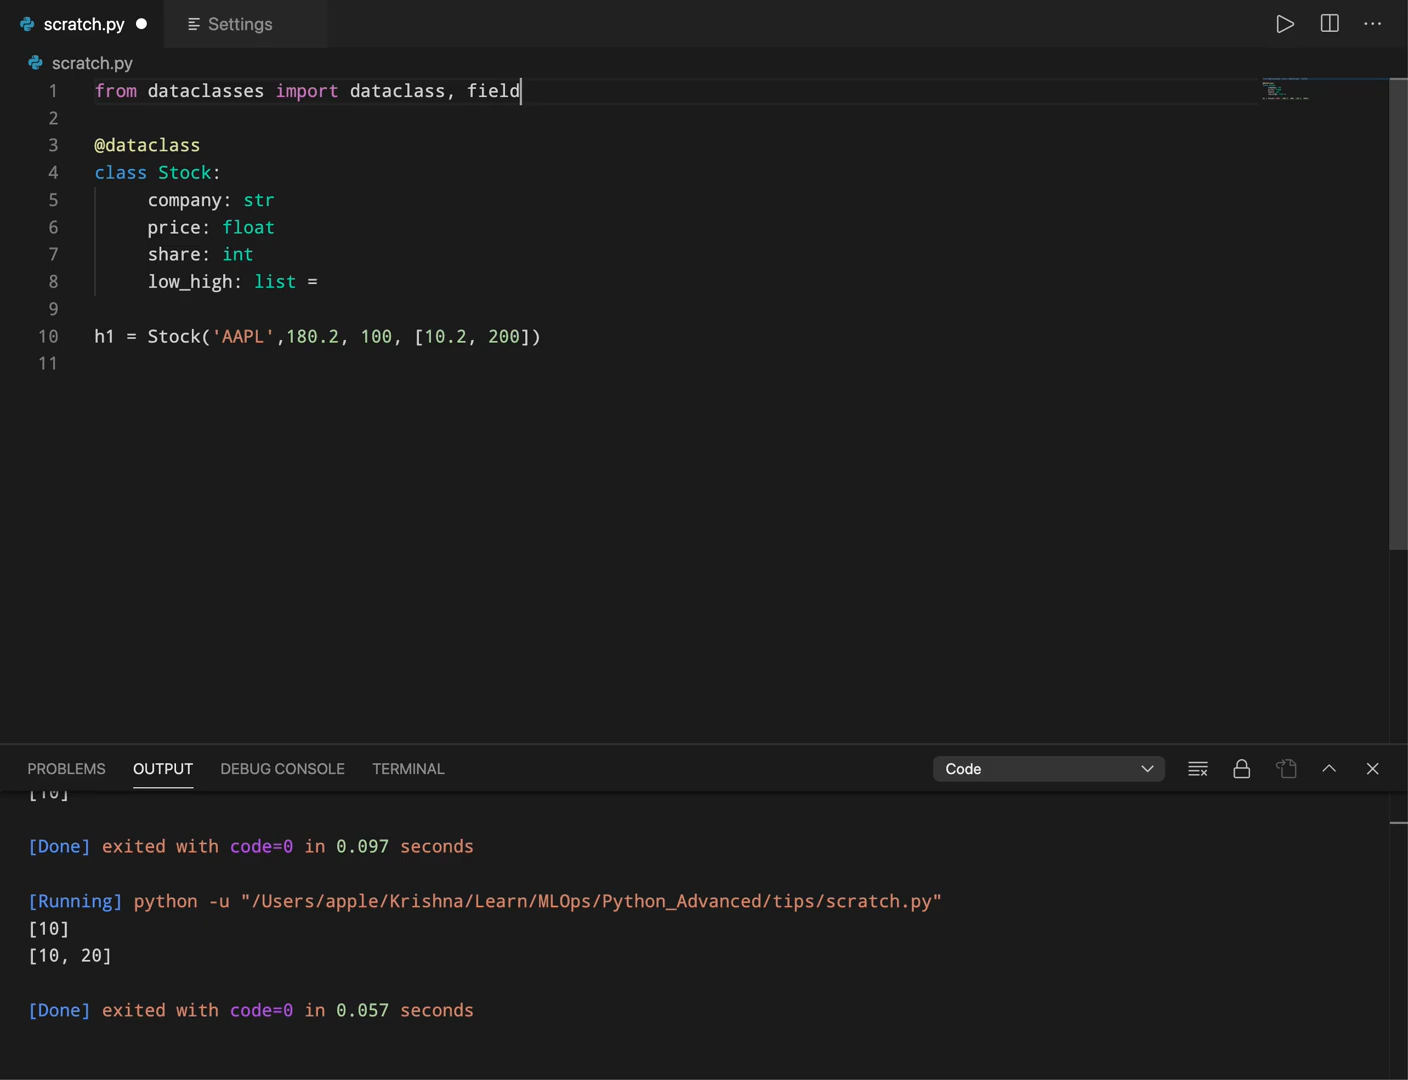 scratch.py
Settings
scratch.py
1 from dataclasses import dataclass, field
2
3 @dataclass
4 class Stock:
5 company: str
6 price: float
7 share: int
8 low_high: list =
9
10 h1 = Stock('AAPL',180.2, 100, [10.2, 200])
11
PROBLEMS OUTPUT DEBUG CONSOLE TERMINAL Code
[10]
[Done] exited with code=0 in 0.097 seconds
[Running] python -u "/Users/apple/Krishna/Learn/MLOps/Python_Advanced/tips/scratch.py"
[10]
[10, 20]
[Done] exited with code=0 in 0.057 seconds